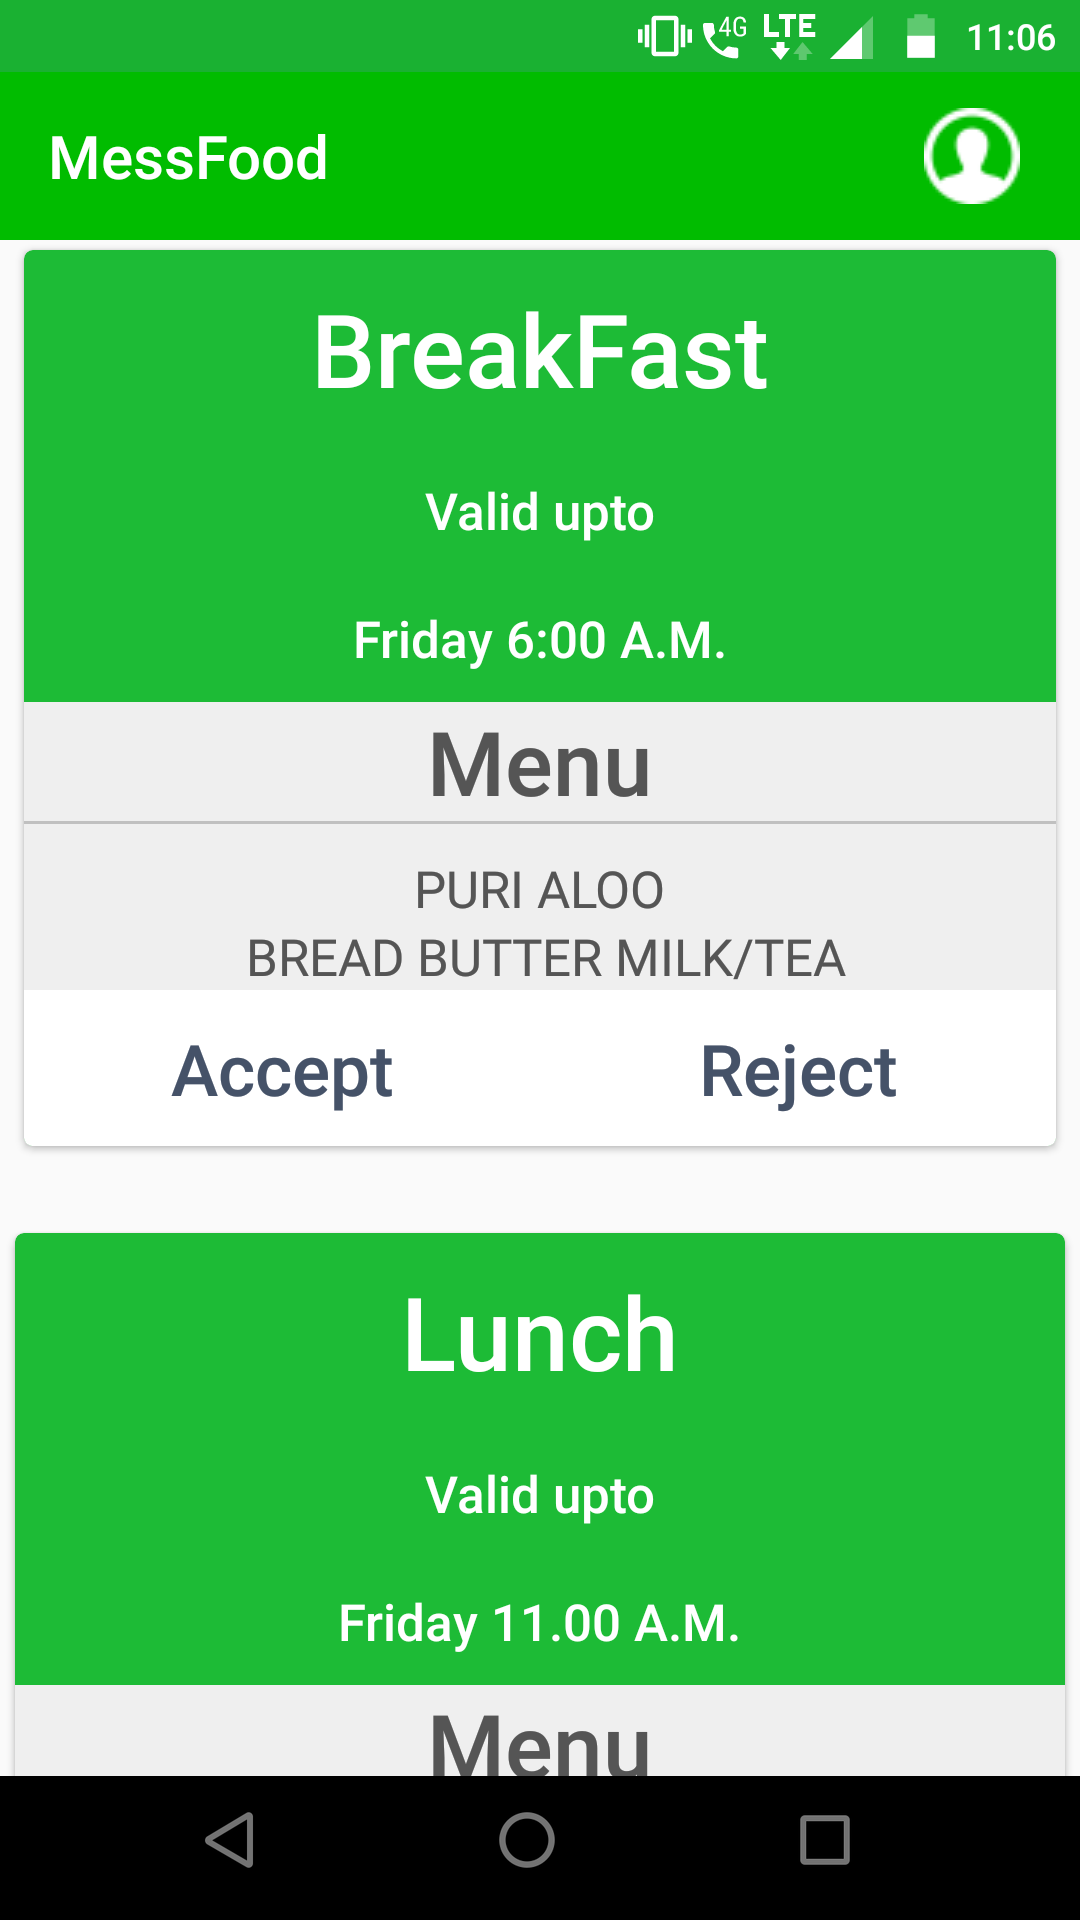 4G LTE 11:06
MessFood
BreakFast
Valid upto
Friday 6:00 A.M.
Menu
PURI ALOO
BREAD BUTTER MILK/TEA
Accept Reject
Lunch
Valid upto
Friday 11.00 A.M.
Menu